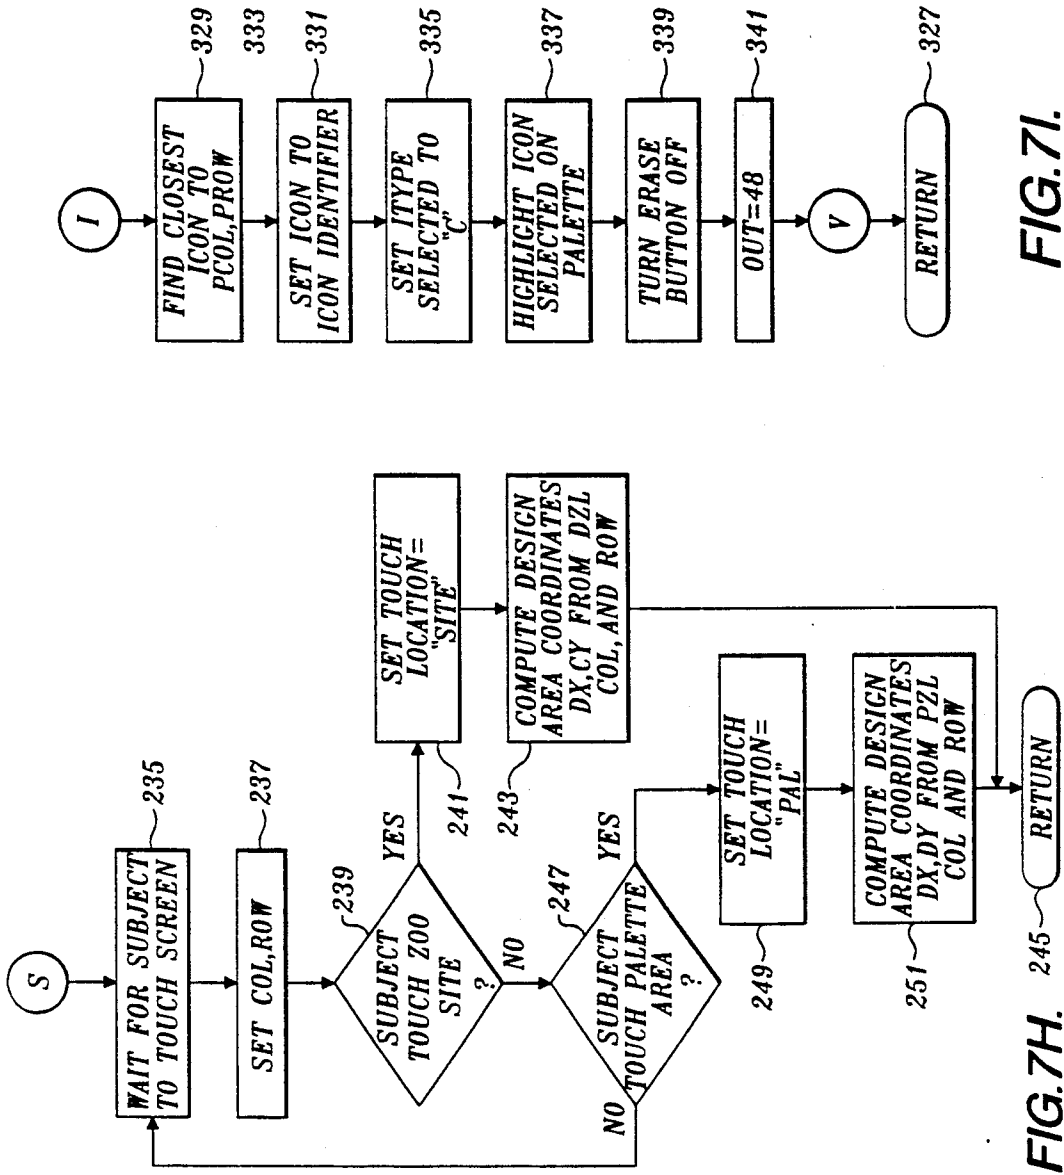 S
WAIT FOR SUBJECT
TO TOUCH SCREEN
235
SET COL,ROW
237
SUBJECT
TOUCH ZOO
SITE
?
239
YES
NO
SET TOUCH
LOCATION=
"SITE"
241
COMPUTE DESIGN
AREA COORDINATES
DX,CY FROM DZL
COL, AND ROW
243
SUBJECT
TOUCH PALETTE
AREA
?
247
YES
NO
SET TOUCH
LOCATION=
"PAL"
249
COMPUTE DESIGN
AREA COORDINATES
DX,DY FROM PZL
COL AND ROW
251
RETURN
245
FIG.7H.
I
FIND CLOSEST
ICON TO
PCOL,PROW
329
333
SET ICON TO
ICON IDENTIFIER
331
SET ITYPE
SELECTED TO
"C"
335
HIGHLIGHT ICON
SELECTED ON
PALETTE
337
TURN ERASE
BUTTON OFF
339
OUT=48
341
V
RETURN
327
FIG.7I.